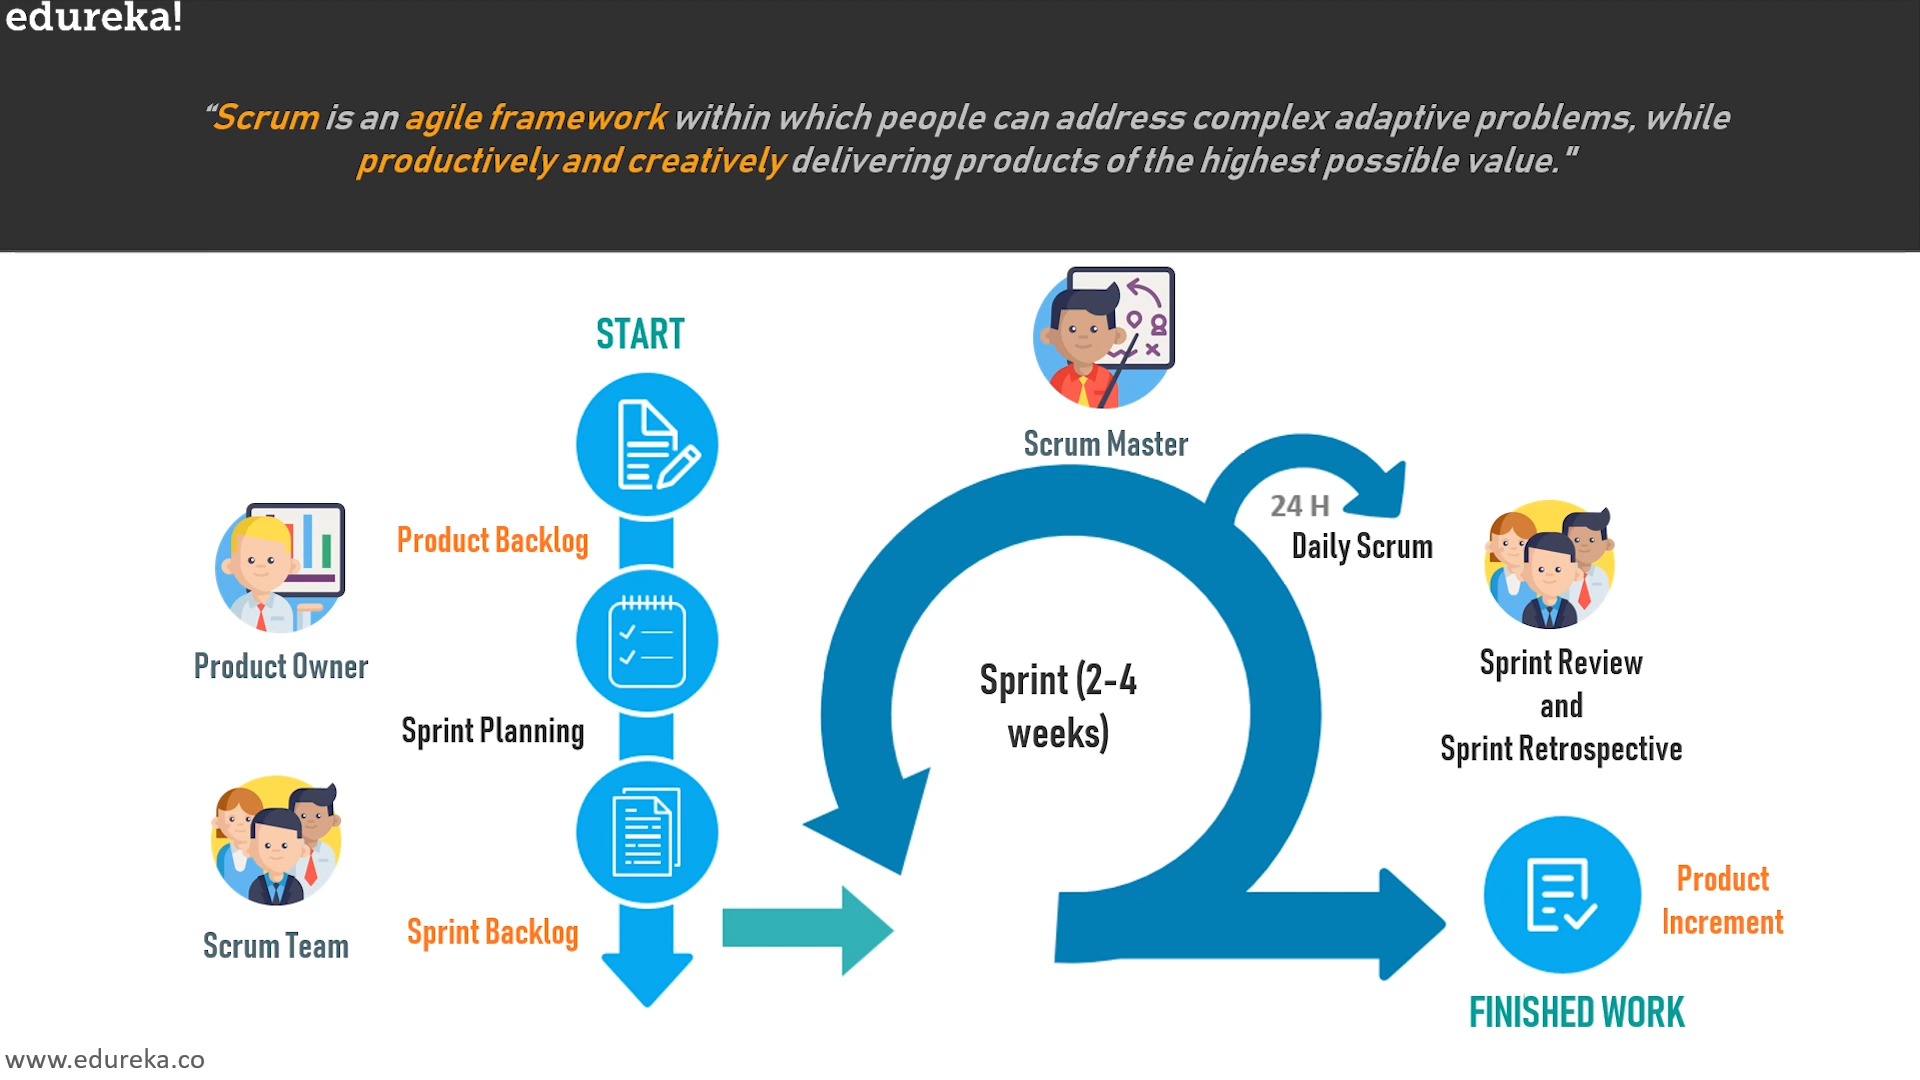 edureka!
“Scrum is an agile framework within which people can address complex adaptive problems, while
productively and creatively delivering products of the highest possible value."
START
Scrum Master
Product Backlog
24 H
Daily Scrum
Product Owner
Sprint (2-4
weeks)
Sprint Review
and
Sprint Retrospective
Sprint Planning
Scrum Team
Sprint Backlog
Product
Increment
FINISHED WORK
www.edureka.co